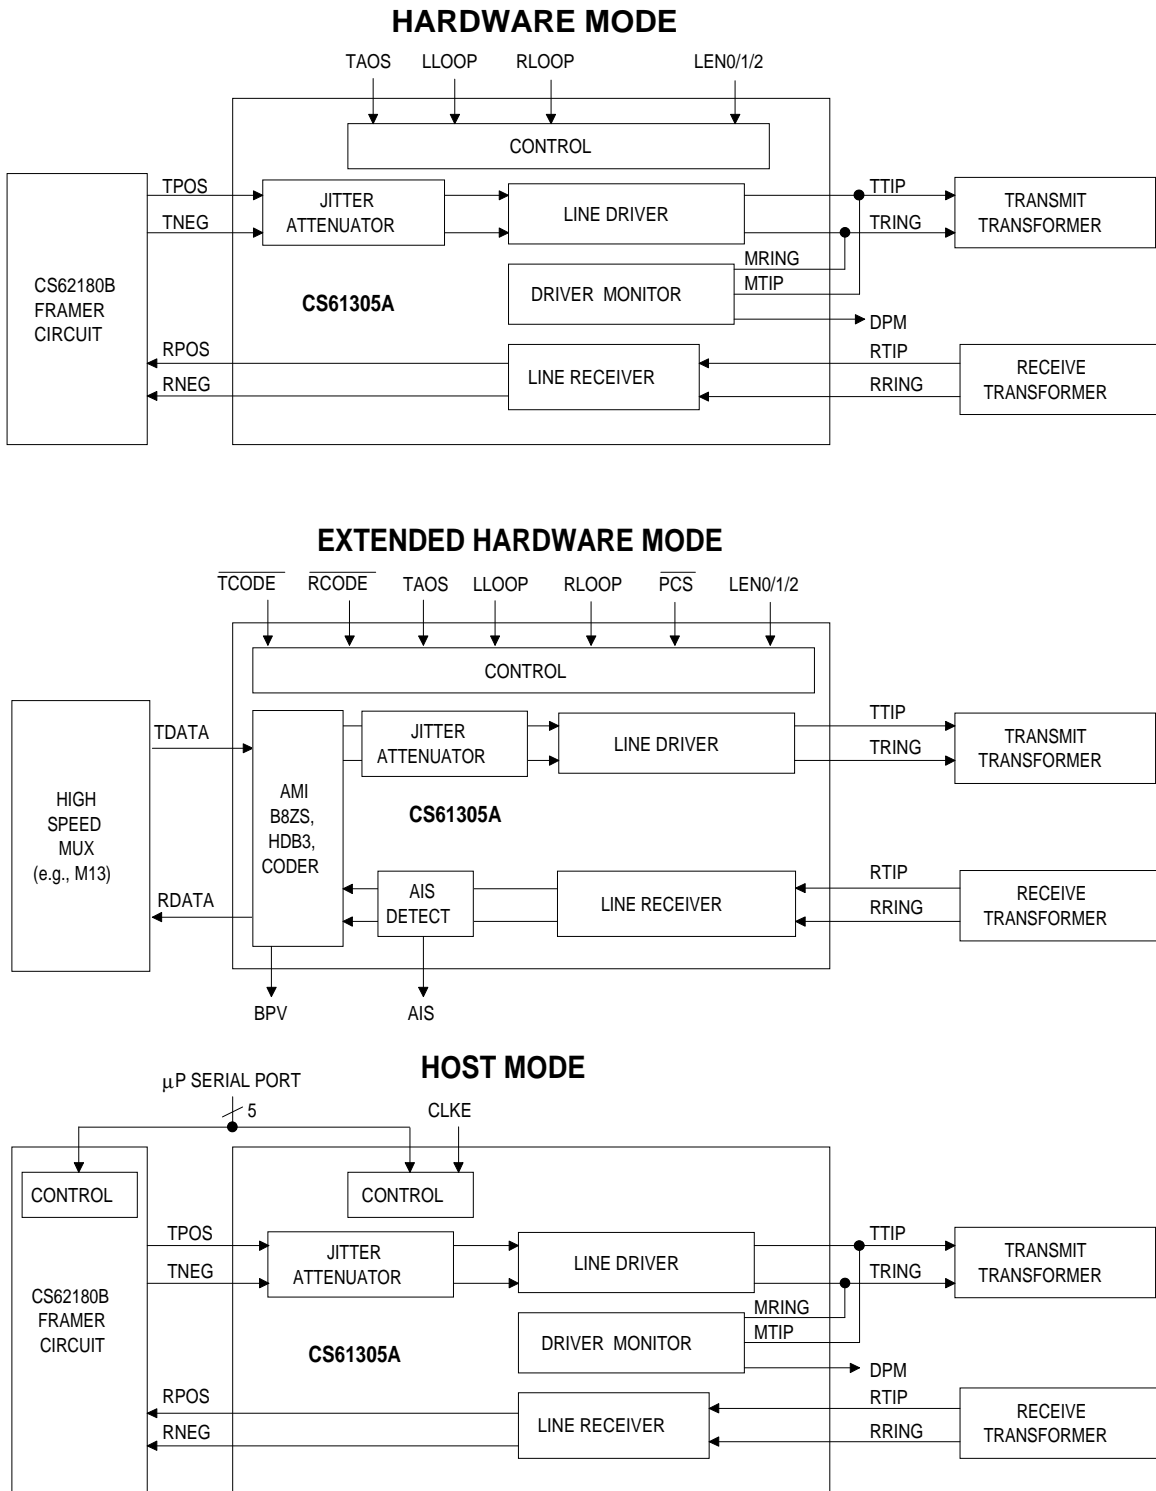 HARDWARE MODE
TAOS LLOOP RLOOP LEN0/1/2
CONTROL
TPOS
TNEG
JITTER
ATTENUATOR
LINE DRIVER
TTIP
TRING
TRANSMIT
TRANSFORMER
MRING
MTIP
DRIVER MONITOR
DPM
CS62180B
FRAMER
CIRCUIT
CS61305A
RPOS
RNEG
LINE RECEIVER
RTIP
RRING
RECEIVE
TRANSFORMER
EXTENDED HARDWARE MODE
TCODE RCODE TAOS LLOOP RLOOP PCS LEN0/1/2
CONTROL
TDATA
JITTER
ATTENUATOR
LINE DRIVER
TTIP
TRING
TRANSMIT
TRANSFORMER
HIGH
SPEED
MUX
(e.g., M13)
AMI
B8ZS,
HDB3,
CODER
CS61305A
RDATA
AIS
DETECT
LINE RECEIVER
RTIP
RRING
RECEIVE
TRANSFORMER
BPV
AIS
HOST MODE
μP SERIAL PORT
5
CLKE
CONTROL
CONTROL
TPOS
TNEG
JITTER
ATTENUATOR
LINE DRIVER
TTIP
TRING
TRANSMIT
TRANSFORMER
MRING
MTIP
DRIVER MONITOR
DPM
CS62180B
FRAMER
CIRCUIT
CS61305A
RPOS
RNEG
LINE RECEIVER
RTIP
RRING
RECEIVE
TRANSFORMER